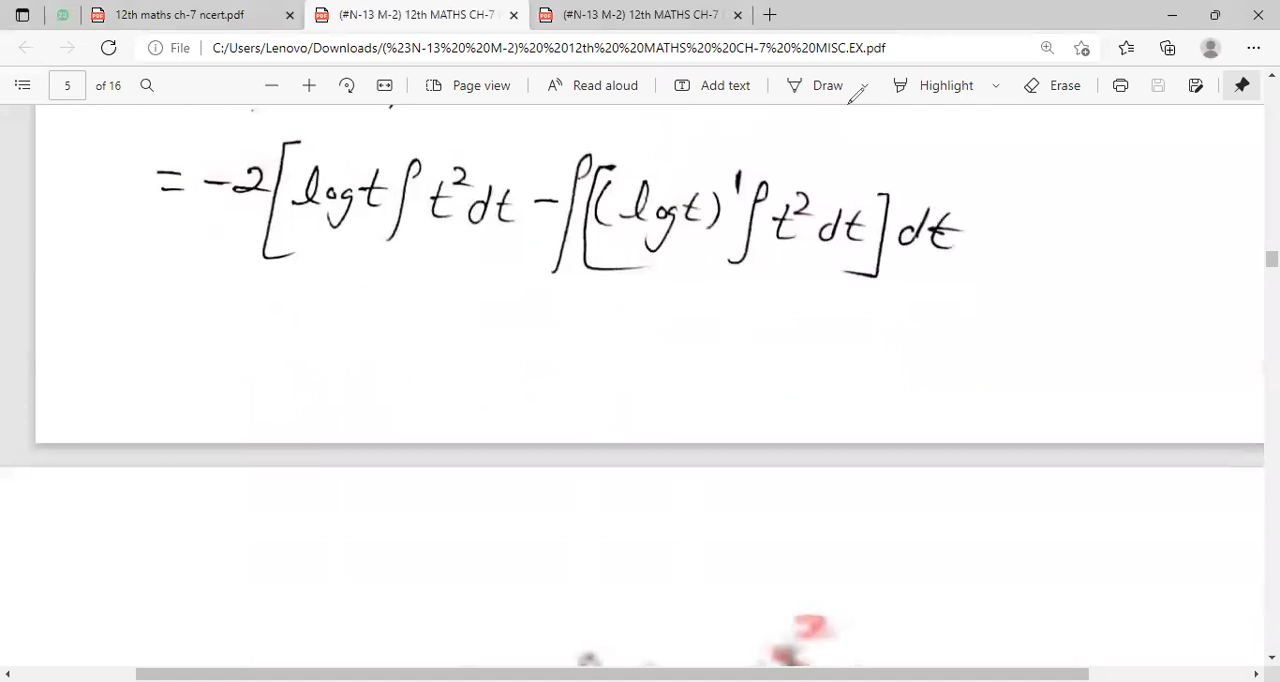 12th maths ch-7 ncert.pdf
(#N-13 M-2) 12th MATHS CH-7
(#N-13 M-2) 12th MATHS CH-7
File
C:/Users/Lenovo/Downloads/(%23N-13%20%20M-2)%20%2012th%20%20MATHS%20%20CH-7%20%20MISC.EX.pdf
5 of 16
Page view
Read aloud
Add text
Draw
Highlight
Erase
= -2[log t ∫ t² dt - ∫[(log t)' ∫ t² dt] dt